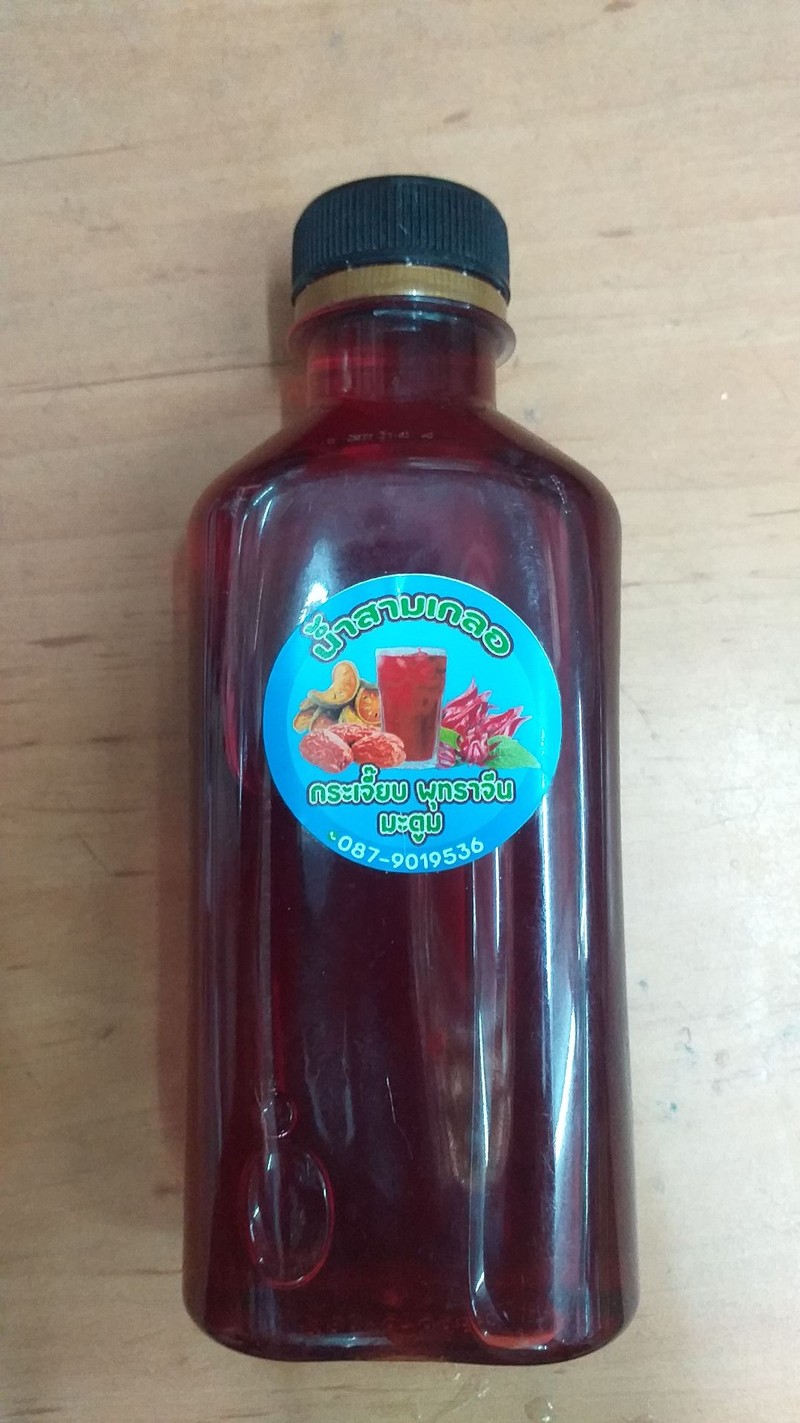 น้ำสามเกลอ
กระเจี๊ยบ พุทราจีน
มะตูม
087-9019536